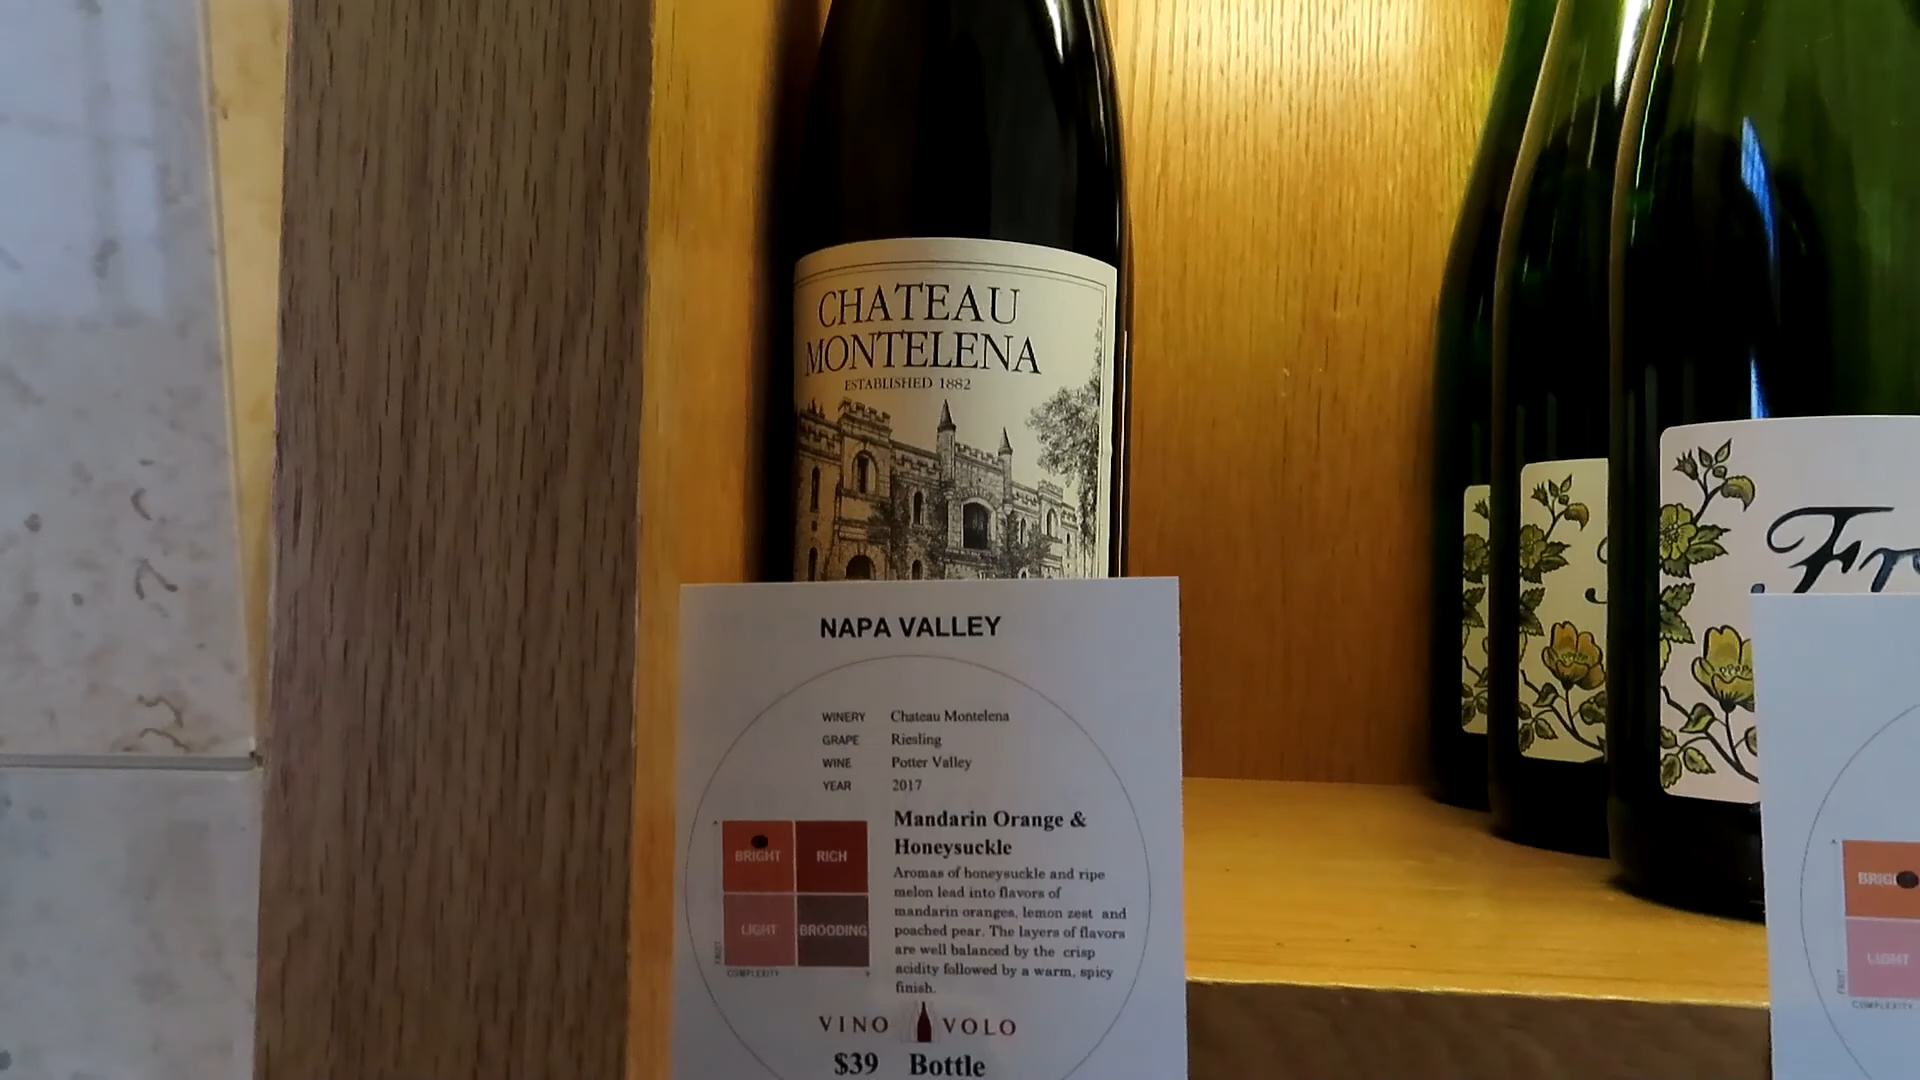 CHATEAU
MONTELENA
ESTABLISHED 1882
NAPA VALLEY
WINERY Chateau Montelena
GRAPE Riesling
WINE Potter Valley
YEAR 2017
BRIGHT RICH
LIGHT BROODING
FRUIT
COMPLEXITY
Mandarin Orange &
Honeysuckle
Aromas of honeysuckle and ripe
melon lead into flavors of
mandarin oranges, lemon zest and
poached pear. The layers of flavors
are well balanced by the crisp
acidity followed by a warm, spicy
finish.
VINO VOLO
$39 Bottle
BRIG
LIGHT
FRUIT